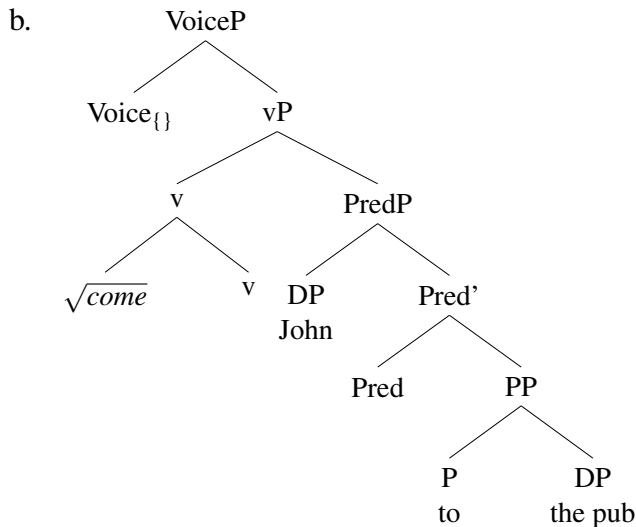 b.
VoiceP
Voice{} vP
v PredP
√come v DP Pred’
John
Pred PP
P DP
to the pub